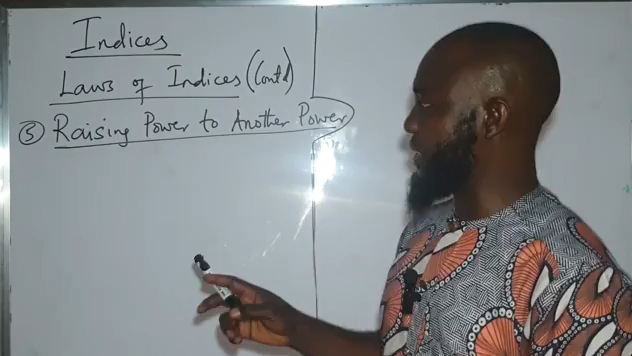 Indices
Laws of Indices (Contd)
⑤ Raising Power to Another Power